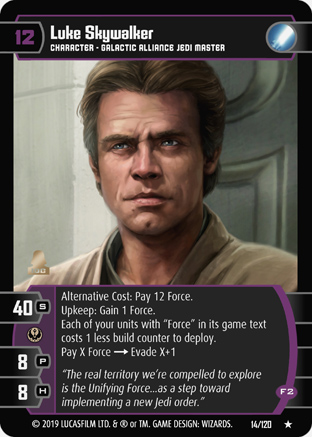 12 Luke Skywalker
CHARACTER - GALACTIC ALLIANCE JEDI MASTER
40 S
8 P
8 H
Alternative Cost: Pay 12 Force.
Upkeep: Gain 1 Force.
Each of your units with “Force” in its game text
costs 1 less build counter to deploy.
Pay X Force → Evade X+1
“The real territory we’re compelled to explore
is the Unifying Force...as a step toward
implementing a new Jedi order.”
F2
© 2019 LUCASFILM LTD. & ® or TM. GAME DESIGN: WIZARDS. 14/120 ★